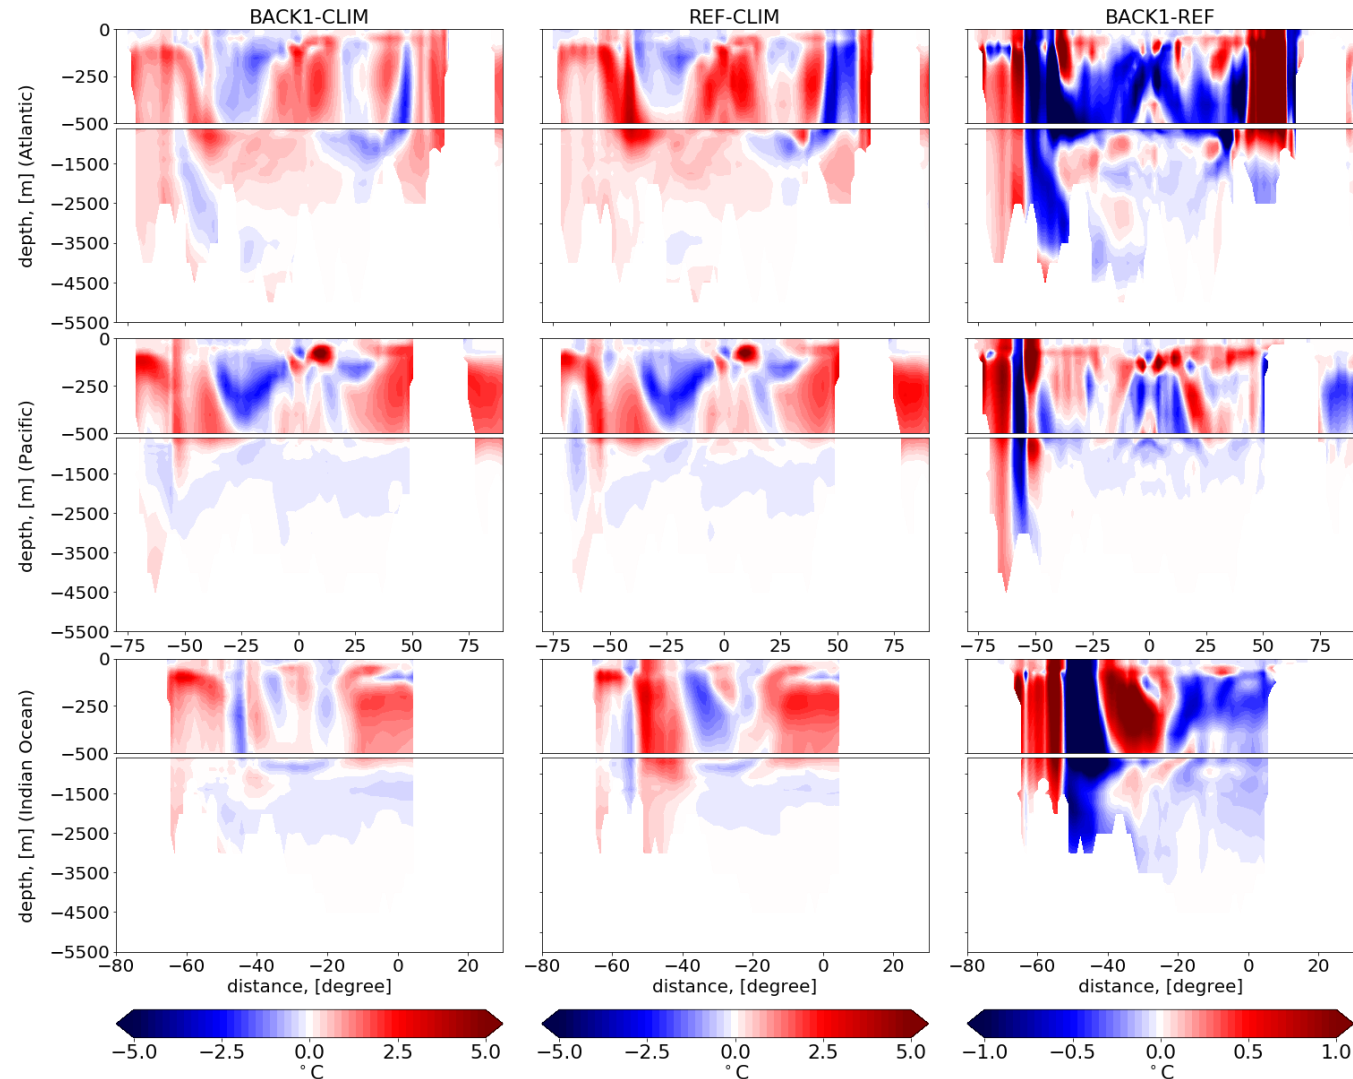 BACK1-CLIM REF-CLIM BACK1-REF
0
−250
−500
−1500
−2500
−3500
−4500
−5500
depth, [m] (Atlantic)
0
−250
−500
−1500
−2500
−3500
−4500
−5500
depth, [m] (Pacific)
−75 −50 −25 0 25 50 75 −75 −50 −25 0 25 50 75 −75 −50 −25 0 25 50 75
0
−250
−500
−1500
−2500
−3500
−4500
−5500
depth, [m] (Indian Ocean)
−80 −60 −40 −20 0 20 −80 −60 −40 −20 0 20 −80 −60 −40 −20 0 20
distance, [degree] distance, [degree] distance, [degree]
−5.0 −2.5 0.0 2.5 5.0 −5.0 −2.5 0.0 2.5 5.0 −1.0 −0.5 0.0 0.5 1.0
°C °C °C